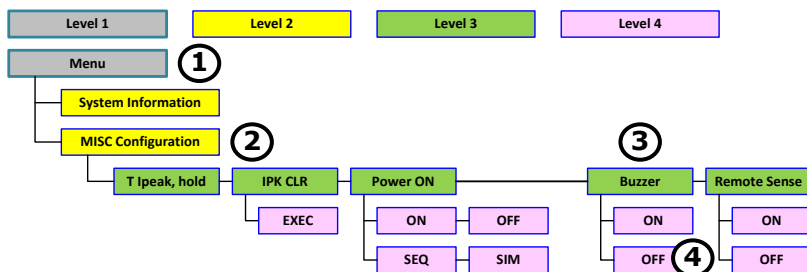 Level 1 Level 2 Level 3 Level 4
Menu 1
System Information
MISC Configuration 2 3
T Ipeak, hold IPK CLR Power ON Buzzer Remote Sense
EXEC ON OFF ON ON
SEQ SIM OFF 4 OFF